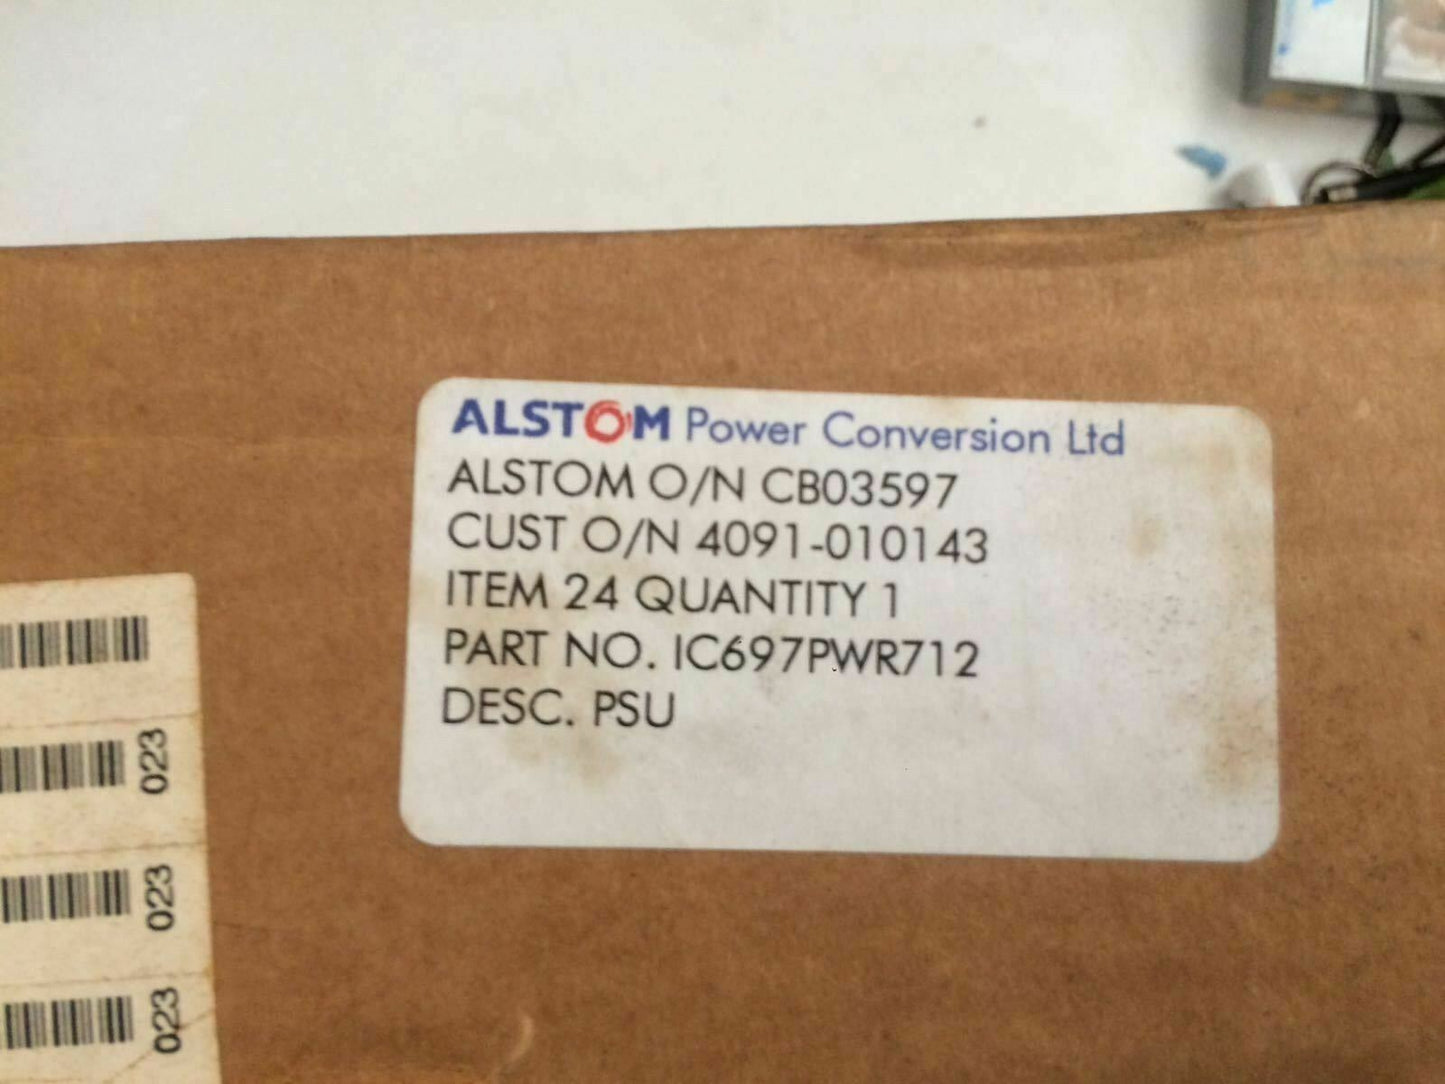 ALSTOM Power Conversion Ltd
ALSTOM O/N CB03597
CUST O/N 4091-010143
ITEM 24 QUANTITY 1
PART NO. IC697PWR712
DESC. PSU
023
023
023